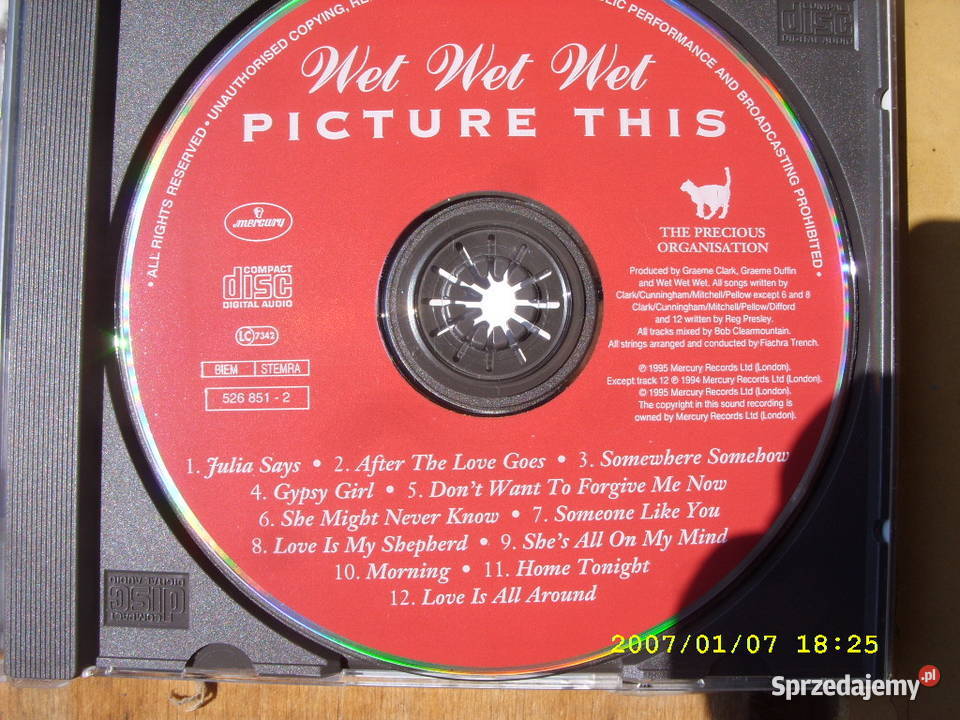 • ALL RIGHTS RESERVED • UNAUTHORISED COPYING, PUBLIC PERFORMANCE AND BROADCASTING PROHIBITED •
Wet Wet Wet
PICTURE THIS
mercury
COMPACT
disc
DIGITAL AUDIO
LC 7342
BIEM STEMRA
526 851 - 2
THE PRECIOUS
ORGANISATION
Produced by Graeme Clark, Graeme Duffin
and Wet Wet Wet. All songs written by
Clark/Cunningham/Mitchell/Pellow except 6 and 8
Clark/Cunningham/Mitchell/Pellow/Difford
and 12 written by Reg Presley.
All tracks mixed by Bob Clearmountain.
All strings arranged and conducted by Fiachra Trench.
℗ 1995 Mercury Records Ltd (London).
Except track 12 ℗ 1994 Mercury Records Ltd (London).
© 1995 Mercury Records Ltd (London).
The copyright in this sound recording is
owned by Mercury Records Ltd (London).
1. Julia Says • 2. After The Love Goes • 3. Somewhere Somehow
4. Gypsy Girl • 5. Don't Want To Forgive Me Now
6. She Might Never Know • 7. Someone Like You
8. Love Is My Shepherd • 9. She's All On My Mind
10. Morning • 11. Home Tonight
12. Love Is All Around
COMPACT
disc
DIGITAL AUDIO
COMPACT
disc
DIGITAL AUDIO
2007/01/07 18:25
Sprzedajemy.pl